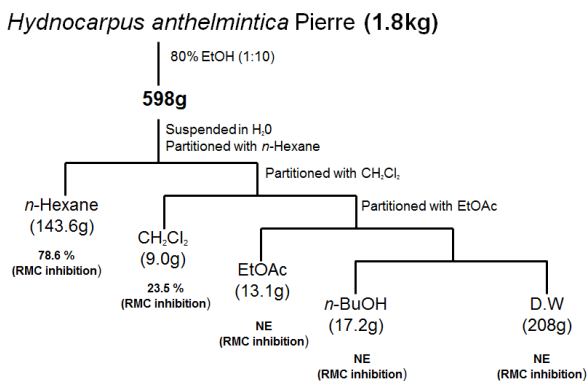 Hydnocarpus anthelmintica Pierre (1.8kg)
80% EtOH (1:10)
598g
Suspended in H₂0
Partitioned with n-Hexane
Partitioned with CH₂Cl₂
Partitioned with EtOAc
n-Hexane
(143.6g)
78.6 %
(RMC inhibition)
CH₂Cl₂
(9.0g)
23.5 %
(RMC inhibition)
EtOAc
(13.1g)
NE
(RMC inhibition)
n-BuOH
(17.2g)
NE
(RMC inhibition)
D.W
(208g)
NE
(RMC inhibition)